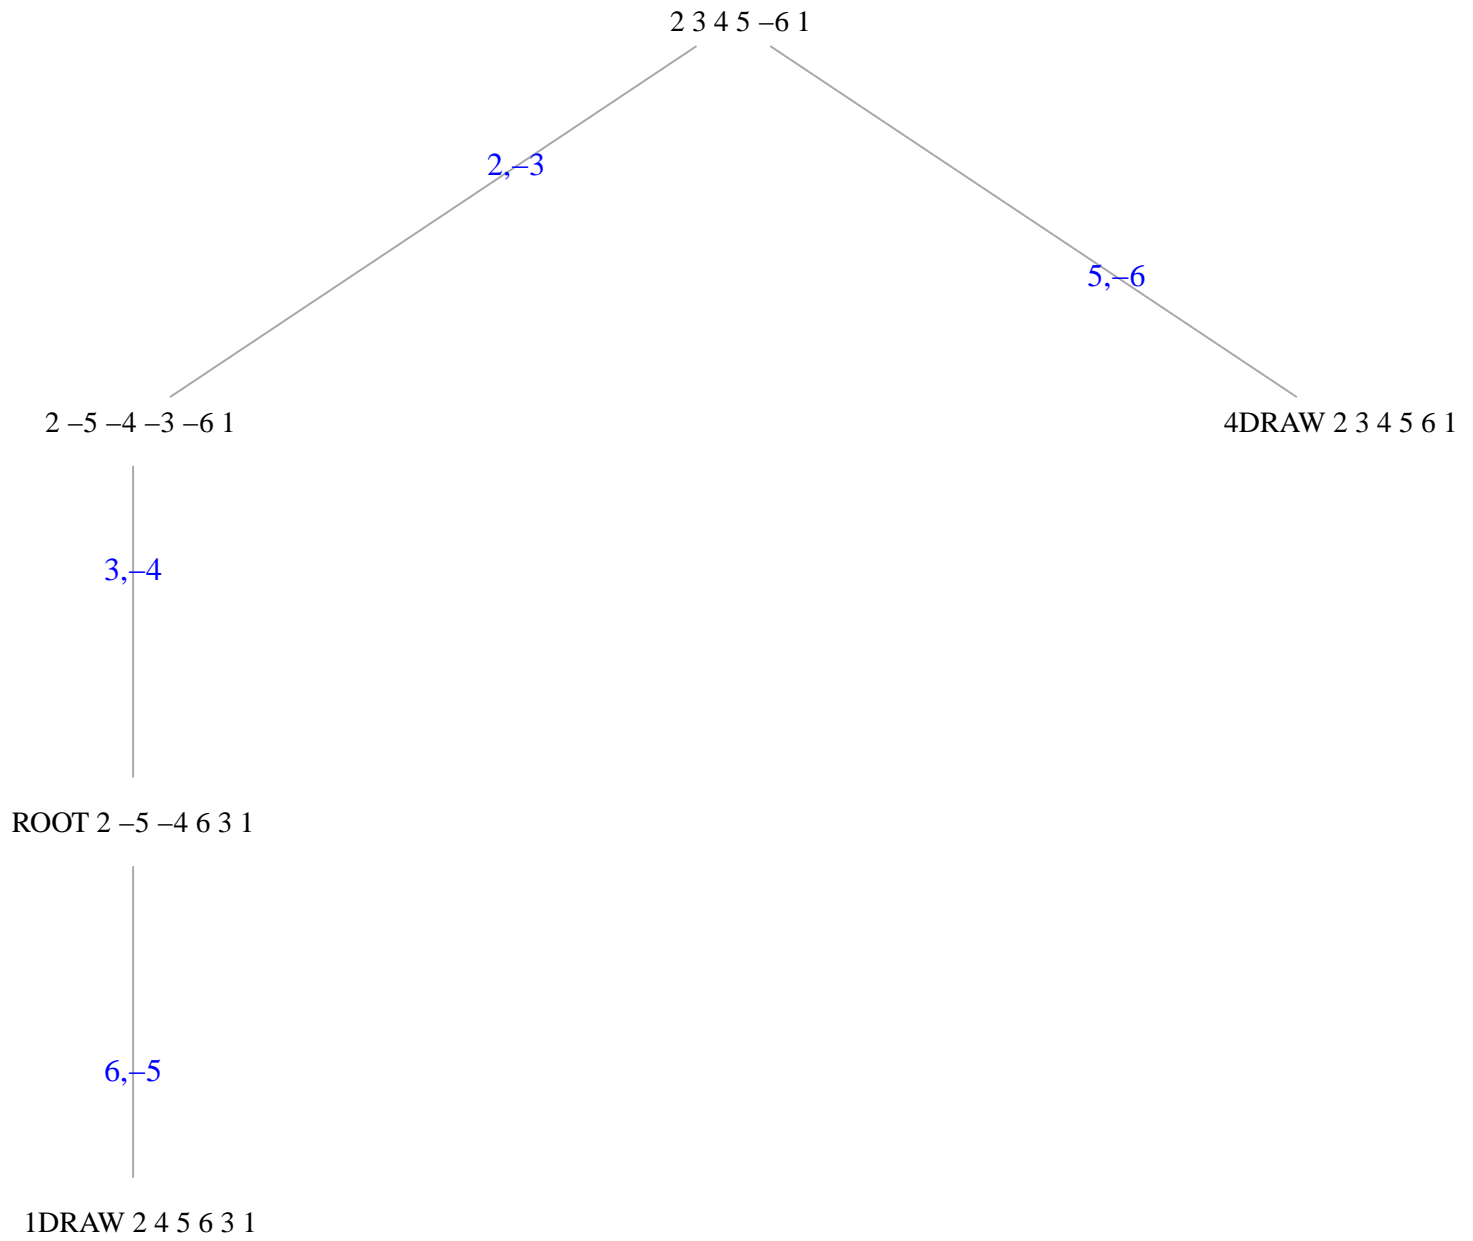 2 3 4 5 –6 1
2,–3
5,–6
2 –5 –4 –3 –6 1
4DRAW 2 3 4 5 6 1
3,–4
ROOT 2 –5 –4 6 3 1
6,–5
1DRAW 2 4 5 6 3 1